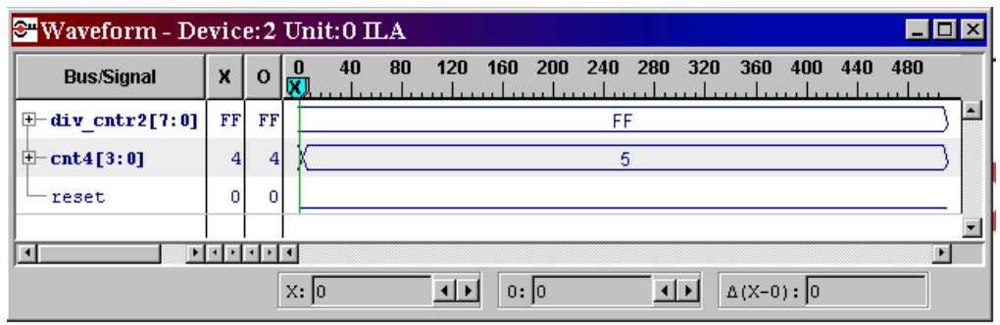 Waveform - Device:2 Unit:0 ILA
Bus/Signal X O 0 40 80 120 160 200 240 280 320 360 400 440 480
X
div_cntr2[7:0] FF FF FF
cnt4[3:0] 4 4 5
reset 0 0
X: 0 O: 0 Δ(X-O): 0